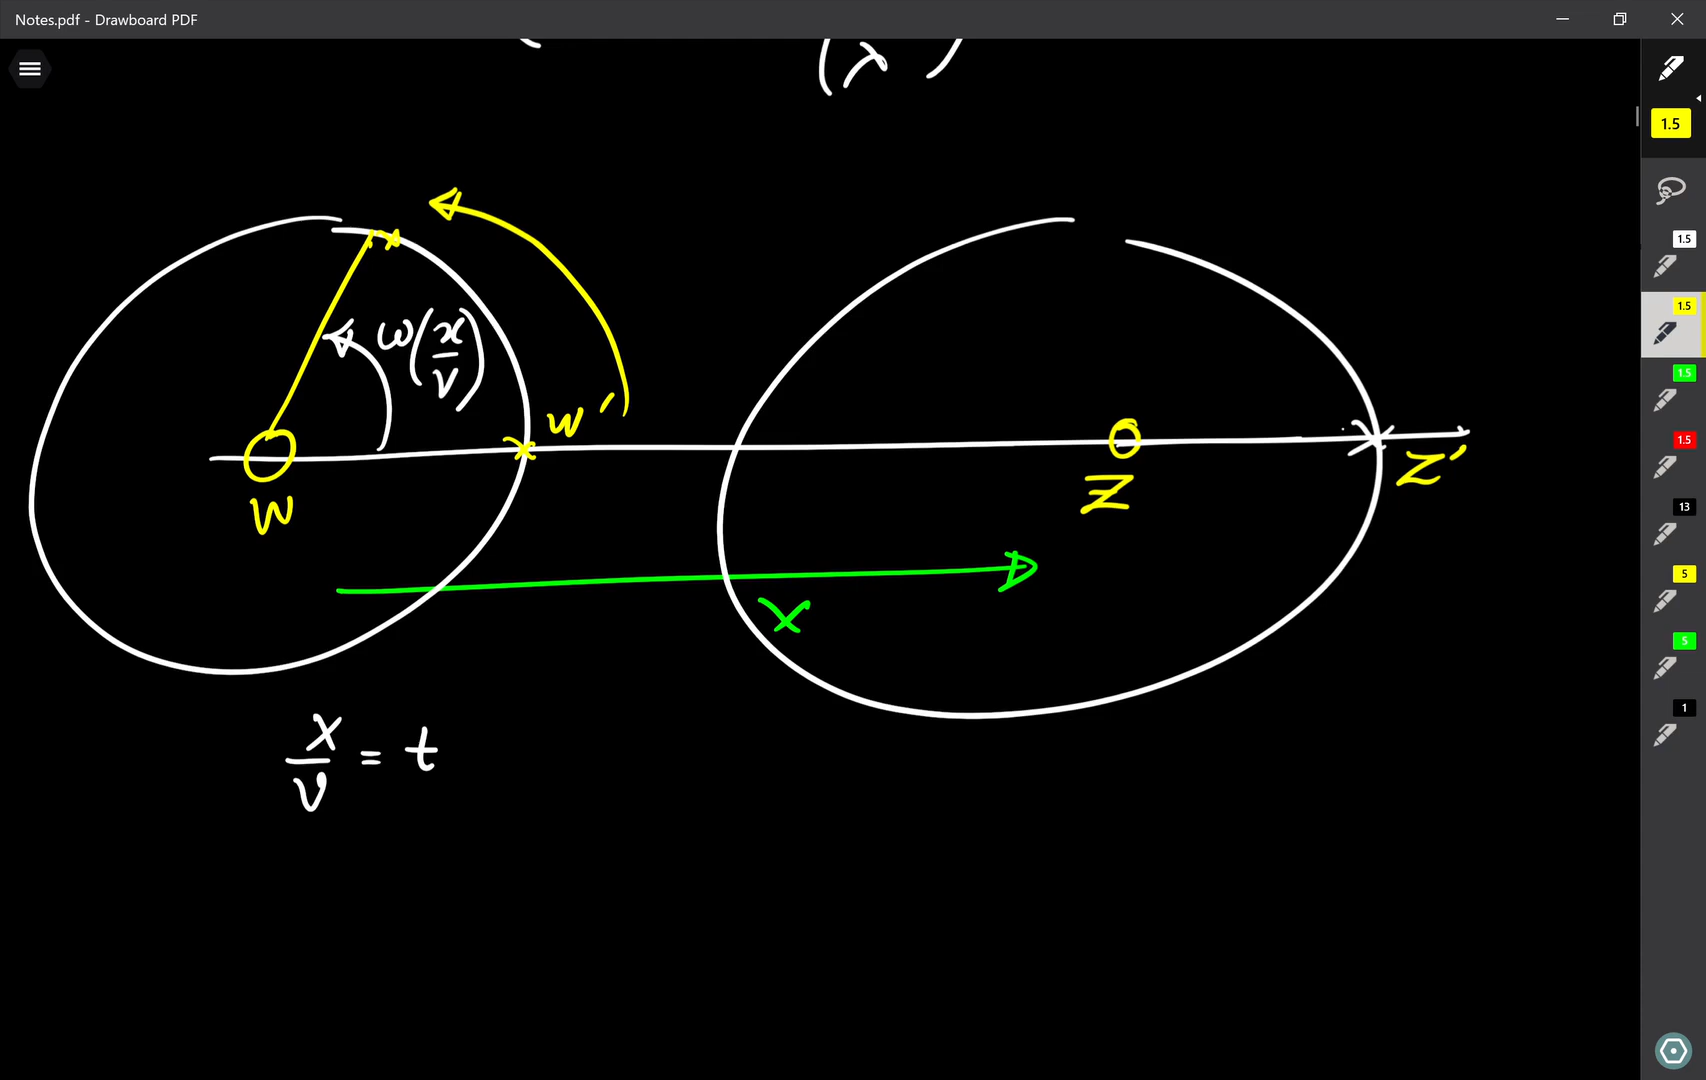 Notes.pdf - Drawboard PDF
1.5
1.5
1.5
1.5
1.5
13
5
5
1
ω(x/v)
w'
w
z
z'
x
x/v = t